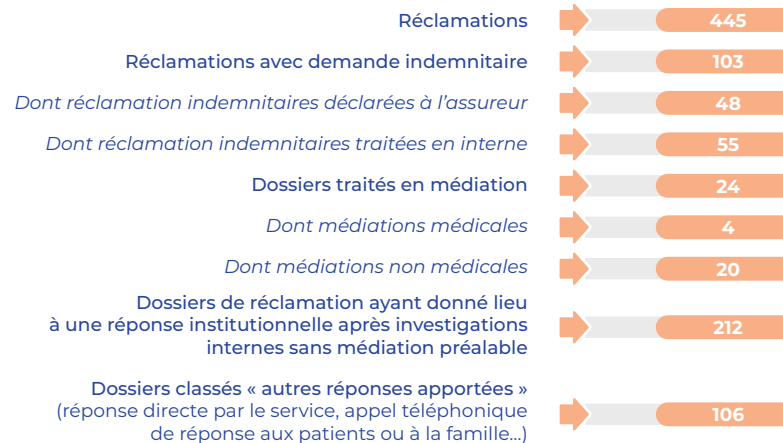 Réclamations 445
Réclamations avec demande indemnitaire 103
Dont réclamation indemnitaires déclarées à l’assureur 48
Dont réclamation indemnitaires traitées en interne 55
Dossiers traités en médiation 24
Dont médiations médicales 4
Dont médiations non médicales 20
Dossiers de réclamation ayant donné lieu
à une réponse institutionnelle après investigations
internes sans médiation préalable
212
Dossiers classés « autres réponses apportées »
(réponse directe par le service, appel téléphonique
de réponse aux patients ou à la famille...)
106